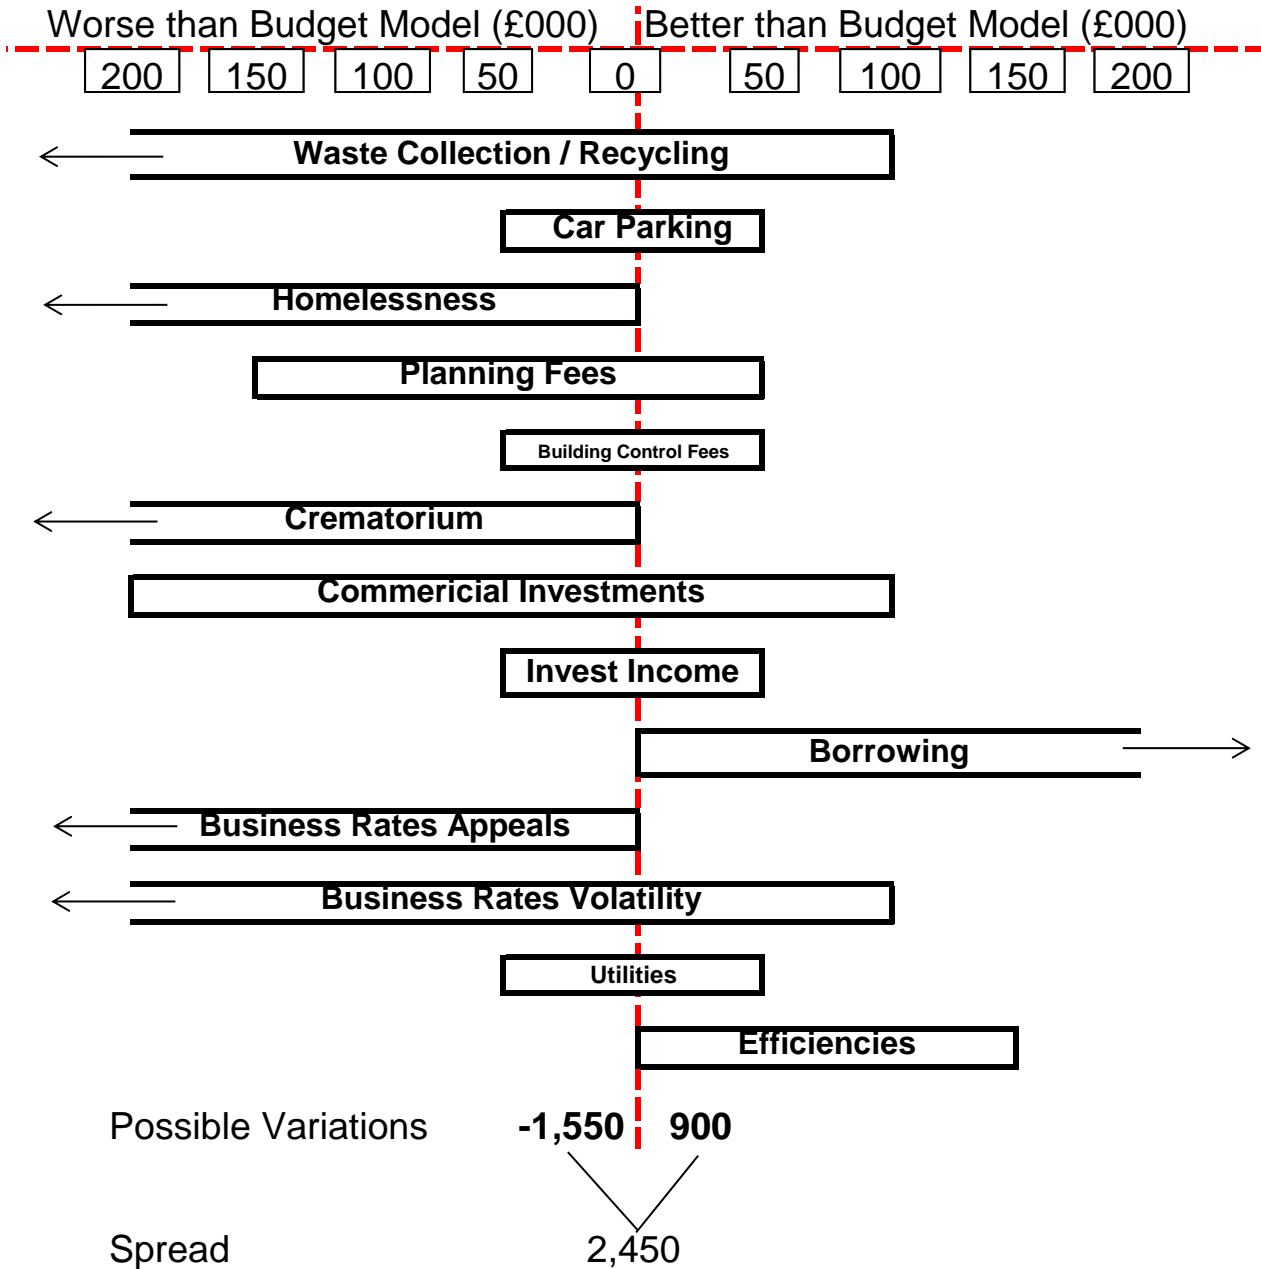 Worse than Budget Model (£000) Better than Budget Model (£000)
200 150 100 50 0 50 100 150 200
Waste Collection / Recycling
Car Parking
Homelessness
Planning Fees
Building Control Fees
Crematorium
Commericial Investments
Invest Income
Borrowing
Business Rates Appeals
Business Rates Volatility
Utilities
Efficiencies
Possible Variations -1,550 900
Spread 2,450